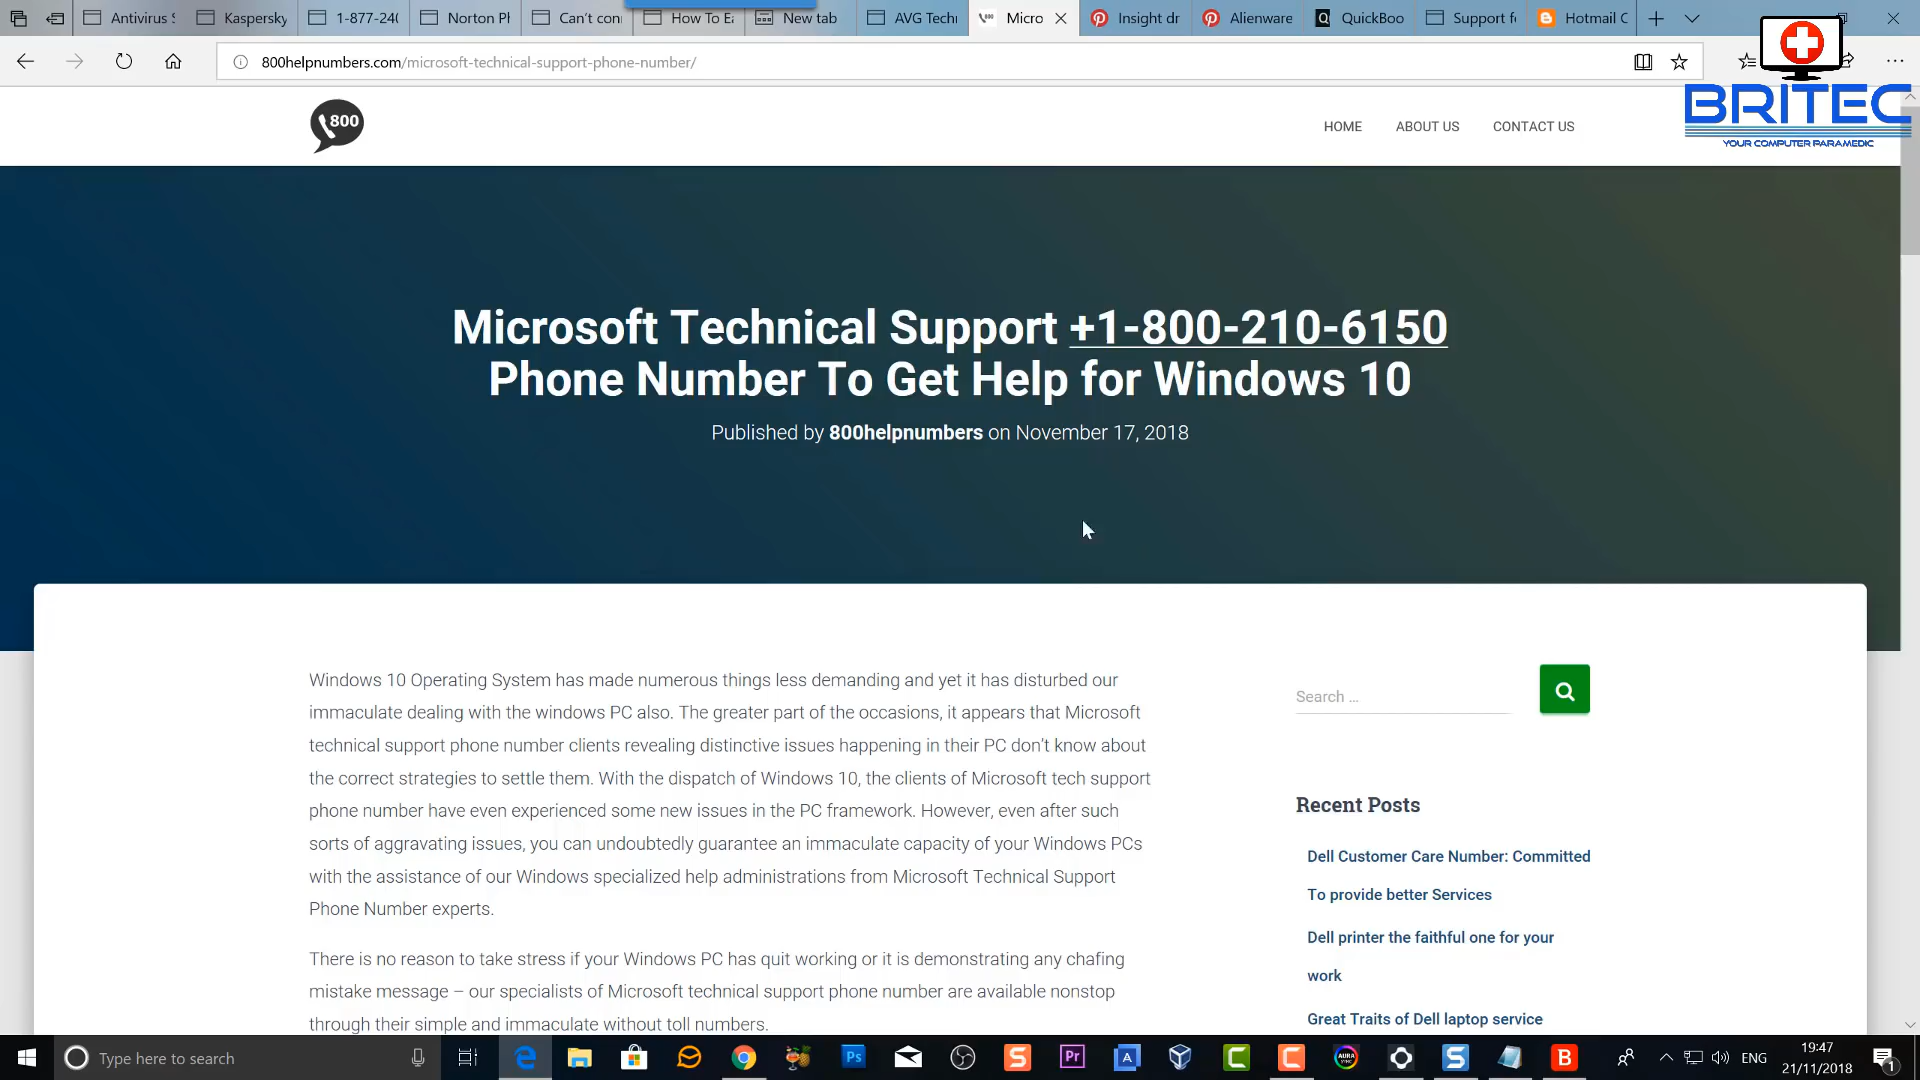 Antivirus S
Kaspersky
1-877-240
Norton Ph
Can't con
How To Ea
New tab
AVG Tech
Micro
Insight dr
Alienware
QuickBoo
Support fo
Hotmail C
800helpnumbers.com/microsoft-technical-support-phone-number/
BRITEC
YOUR COMPUTER PARAMEDIC
800
HOME
ABOUT US
CONTACT US
Microsoft Technical Support +1-800-210-6150
Phone Number To Get Help for Windows 10
Published by 800helpnumbers on November 17, 2018
Windows 10 Operating System has made numerous things less demanding and yet it has disturbed our
immaculate dealing with the windows PC also. The greater part of the occasions, it appears that Microsoft
technical support phone number clients revealing distinctive issues happening in their PC don't know about
the correct strategies to settle them. With the dispatch of Windows 10, the clients of Microsoft tech support
phone number have even experienced some new issues in the PC framework. However, even after such
sorts of aggravating issues, you can undoubtedly guarantee an immaculate capacity of your Windows PCs
with the assistance of our Windows specialized help administrations from Microsoft Technical Support
Phone Number experts.
There is no reason to take stress if your Windows PC has quit working or it is demonstrating any chafing
mistake message – our specialists of Microsoft technical support phone number are available nonstop
through their simple and immaculate without toll numbers.
Search …
Recent Posts
Dell Customer Care Number: Committed
To provide better Services
Dell printer the faithful one for your
work
Great Traits of Dell laptop service
Type here to search
Ps
S
Pr
A
C
C
AURA
S
B
ENG
19:47
21/11/2018
1